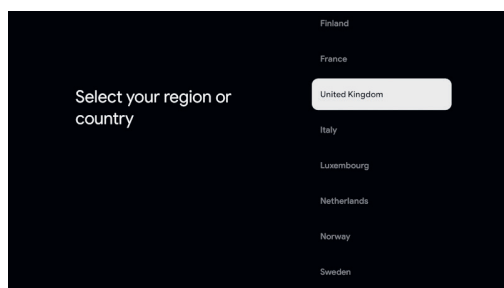 Select your region or
country
Finland
France
United Kingdom
Italy
Luxembourg
Netherlands
Norway
Sweden